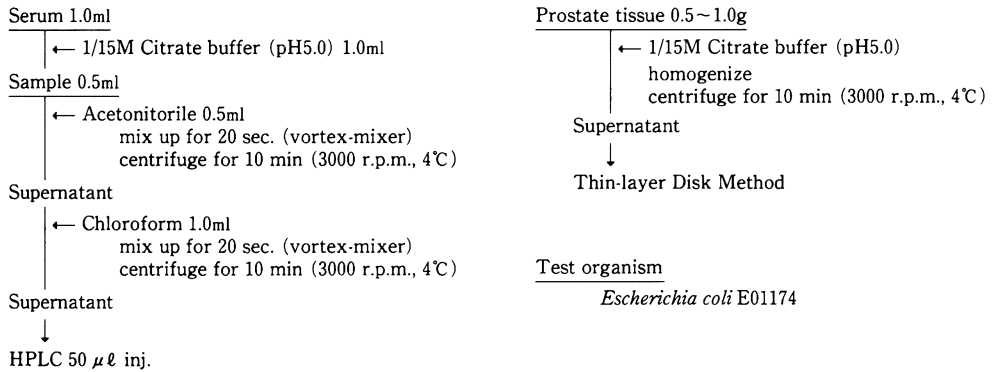 Serum 1.0ml
← 1/15M Citrate buffer (pH5.0) 1.0ml
Sample 0.5ml
← Acetonitorile 0.5ml
mix up for 20 sec. (vortex-mixer)
centrifuge for 10 min (3000 r.p.m., 4℃)
Supernatant
← Chloroform 1.0ml
mix up for 20 sec. (vortex-mixer)
centrifuge for 10 min (3000 r.p.m., 4℃)
Supernatant
↓
HPLC 50 μℓ inj.
Prostate tissue 0.5~1.0g
← 1/15M Citrate buffer (pH5.0)
homogenize
centrifuge for 10 min (3000 r.p.m., 4℃)
Supernatant
↓
Thin-layer Disk Method
Test organism
Escherichia coli E01174